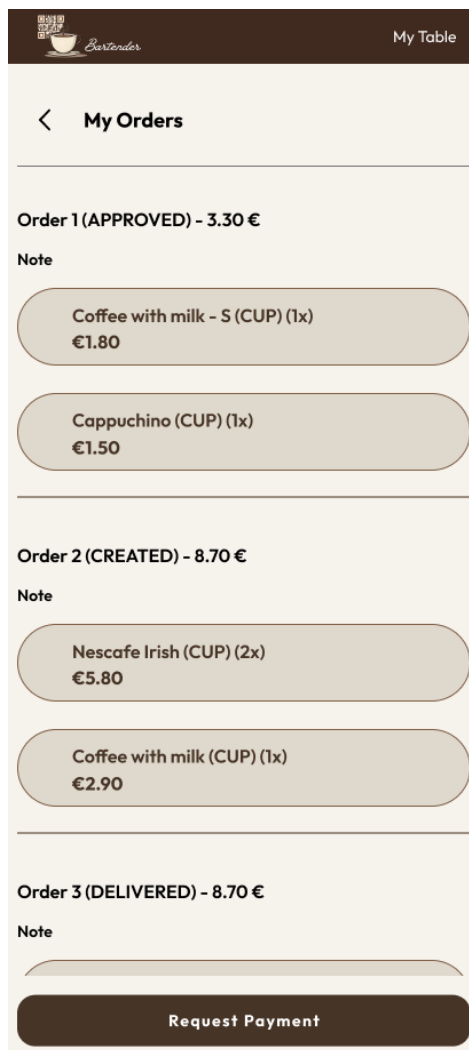 Bartender
My Table
My Orders
Order 1 (APPROVED) - 3.30 €
Note
Coffee with milk - S (CUP) (1x)
€1.80
Cappuchino (CUP) (1x)
€1.50
Order 2 (CREATED) - 8.70 €
Note
Nescafe Irish (CUP) (2x)
€5.80
Coffee with milk (CUP) (1x)
€2.90
Order 3 (DELIVERED) - 8.70 €
Note
Request Payment